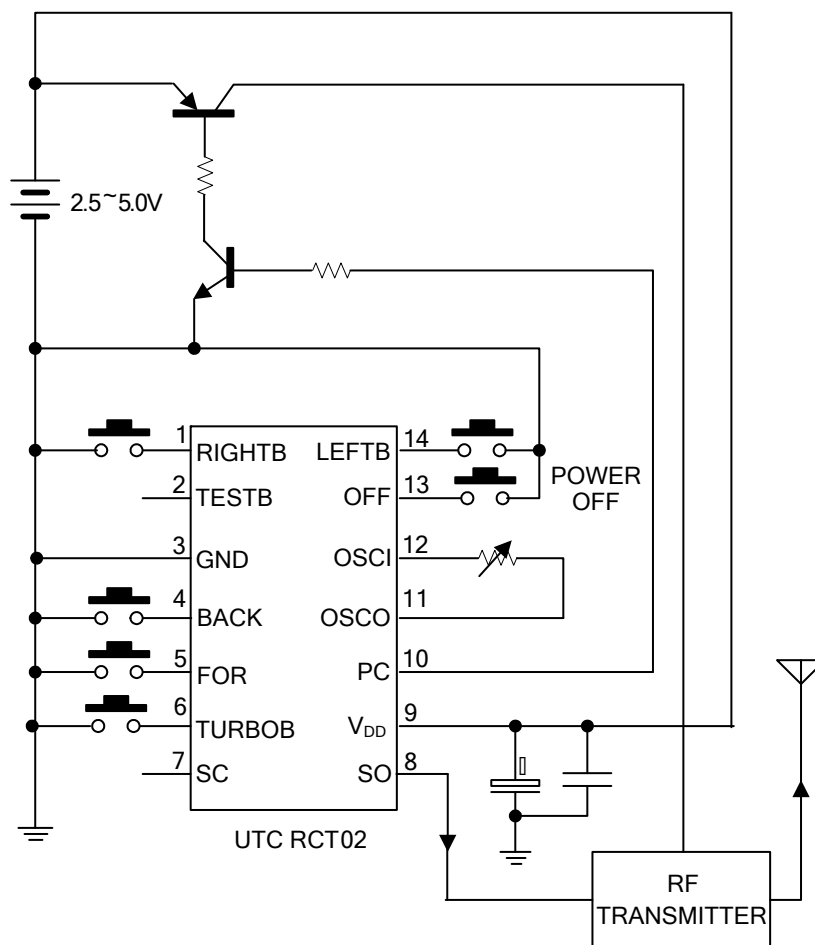 2.5~5.0V
1
RIGHTB
LEFTB
14
2
TESTB
OFF
13
POWER
OFF
3
GND
OSCI
12
4
BACK
OSCO
11
5
FOR
PC
10
6
TURBOB
VDD
9
7
SC
SO
8
UTC RCT02
RF
TRANSMITTER